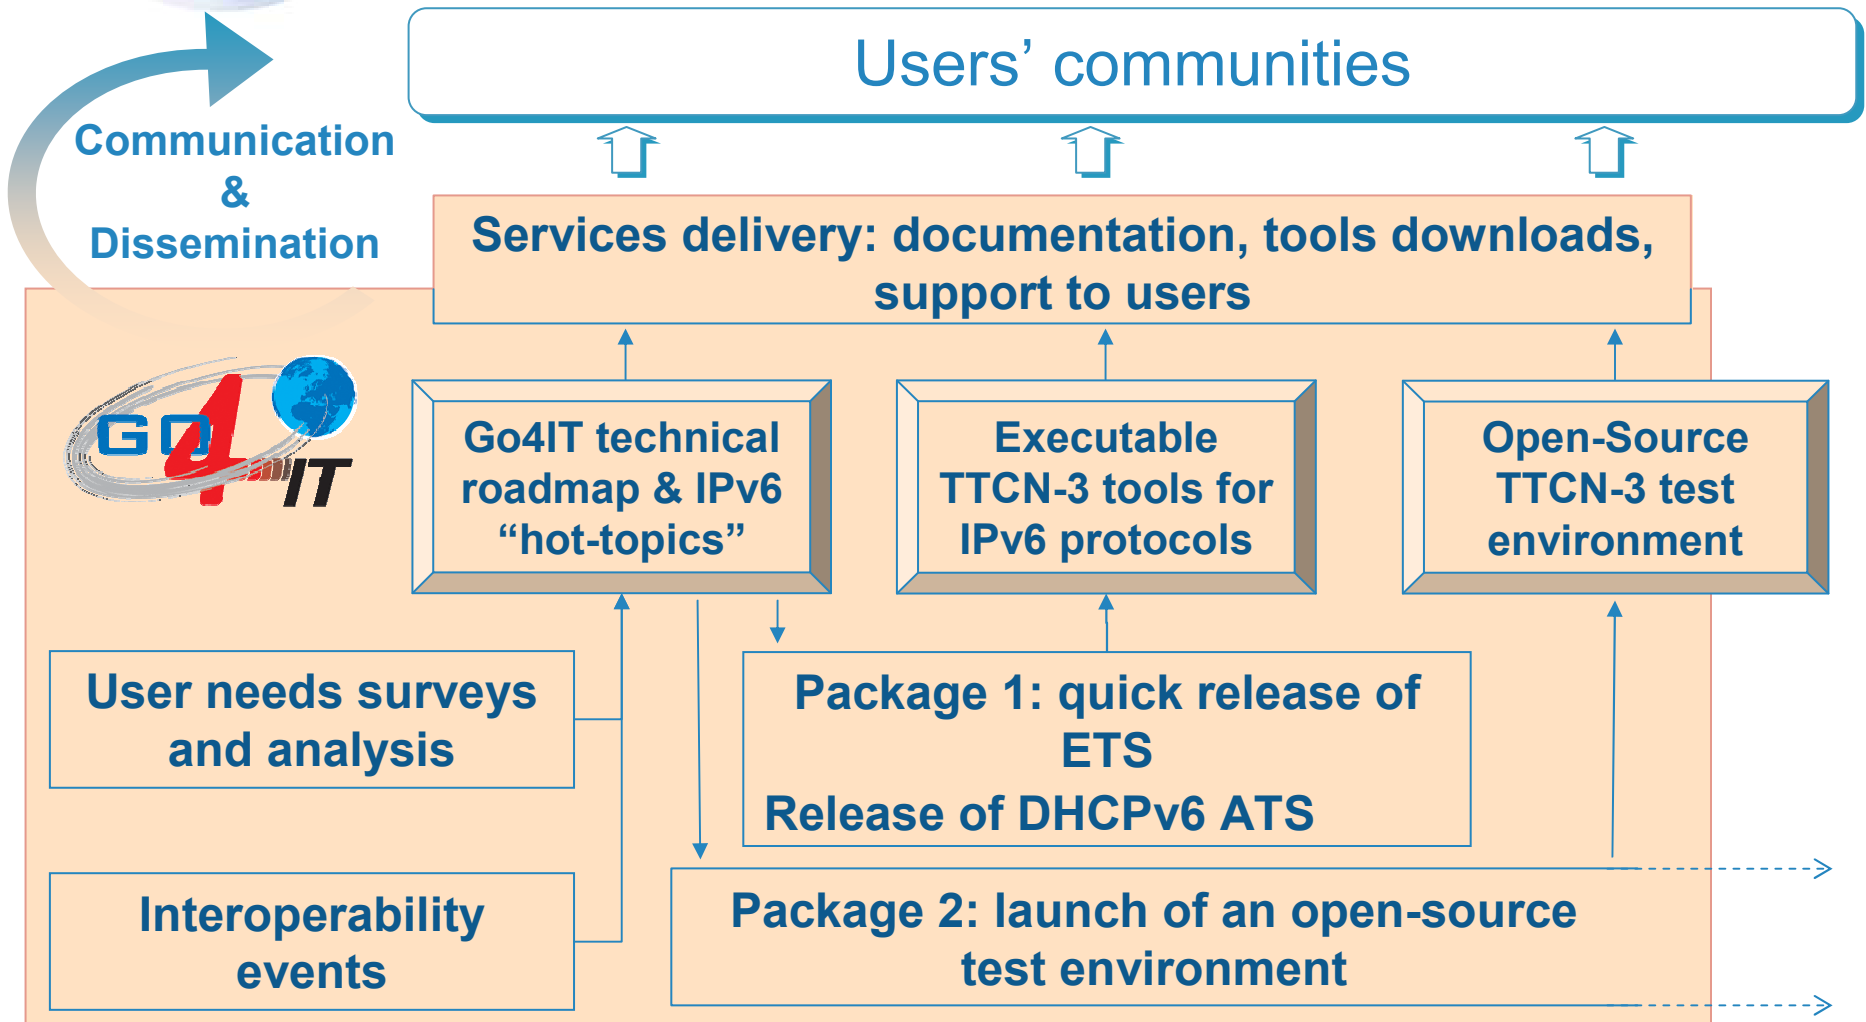 Users’ communities
Communication
&
Dissemination
Services delivery: documentation, tools downloads,
support to users
GO4IT
Go4IT technical
roadmap & IPv6
“hot-topics”
Executable
TTCN-3 tools for
IPv6 protocols
Open-Source
TTCN-3 test
environment
User needs surveys
and analysis
Package 1: quick release of
ETS
Release of DHCPv6 ATS
Interoperability
events
Package 2: launch of an open-source
test environment